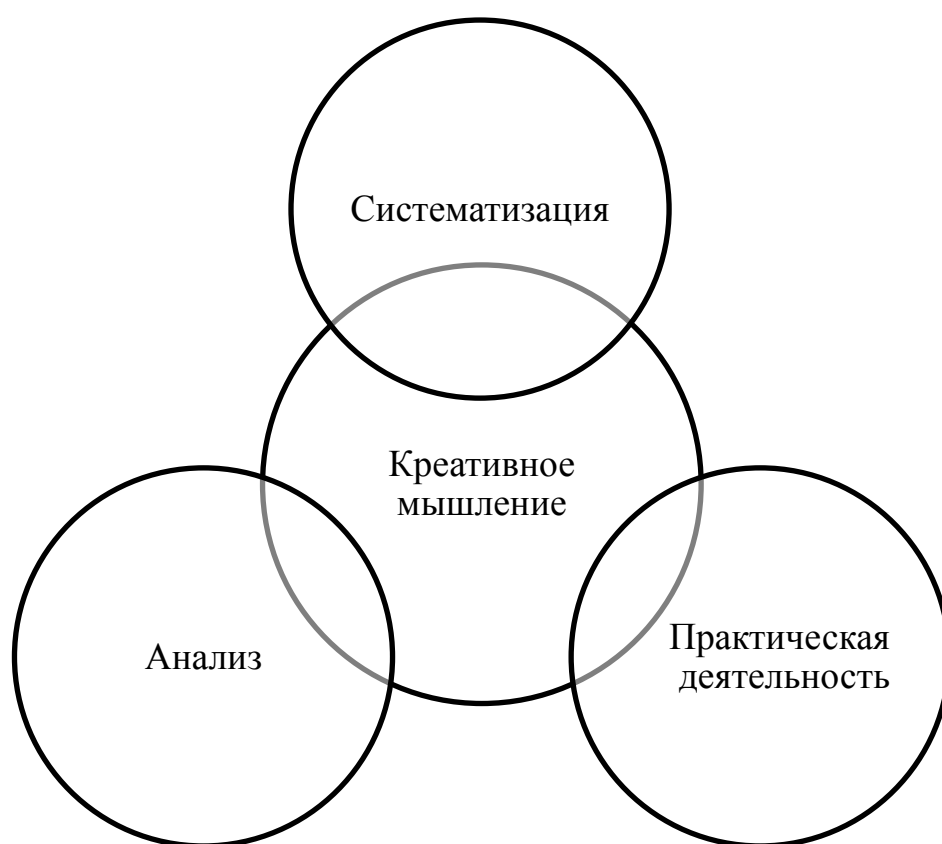 Систематизация
Креативное
мышление
Анализ
Практическая
деятельность